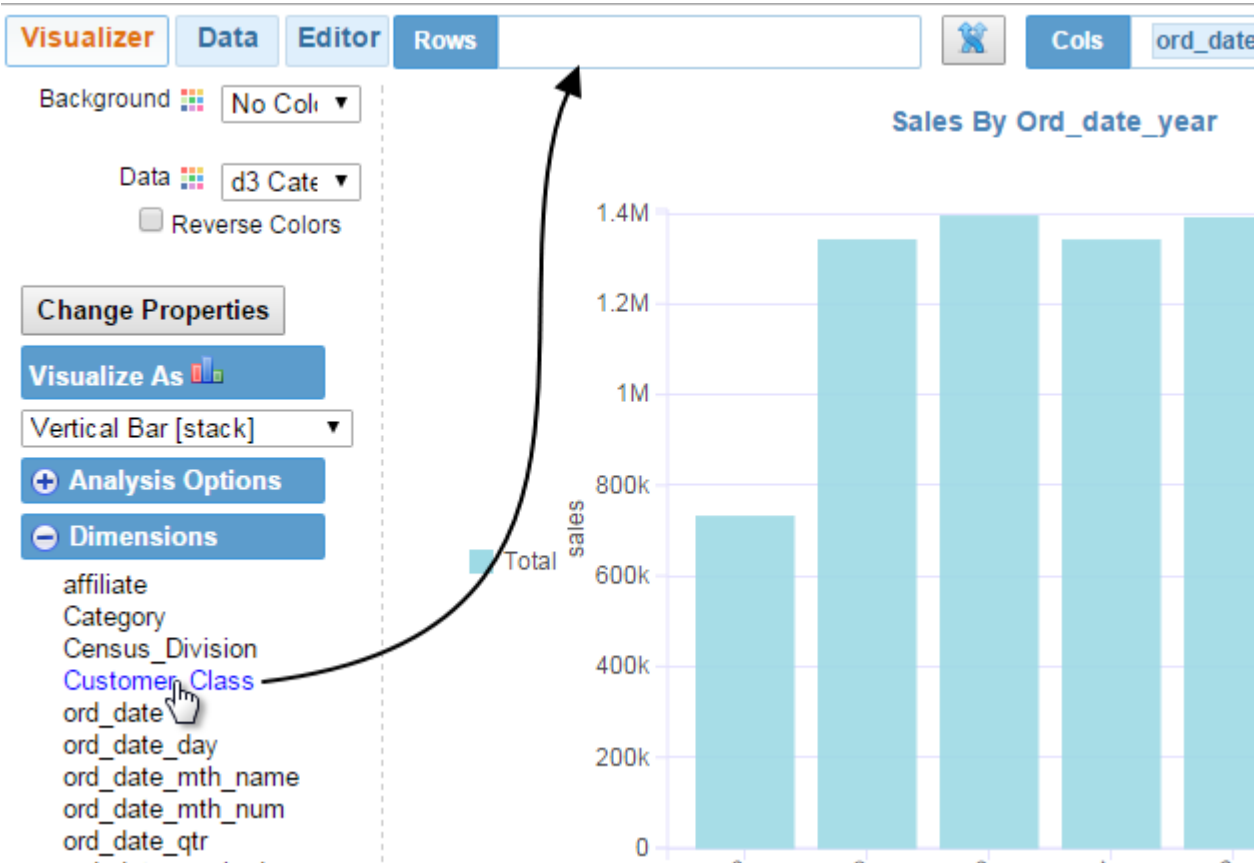 Visualizer Data Editor Rows Cols ord_date
Background No Col
Data d3 Cate
Reverse Colors
Change Properties
Visualize As
Vertical Bar [stack]
Analysis Options
Dimensions
affiliate
Category
Census_Division
Customer_Class
ord_date
ord_date_day
ord_date_mth_name
ord_date_mth_num
ord_date_qtr
Sales By Ord_date_year
1.4M
1.2M
1M
800k
600k
400k
200k
0
sales
Total